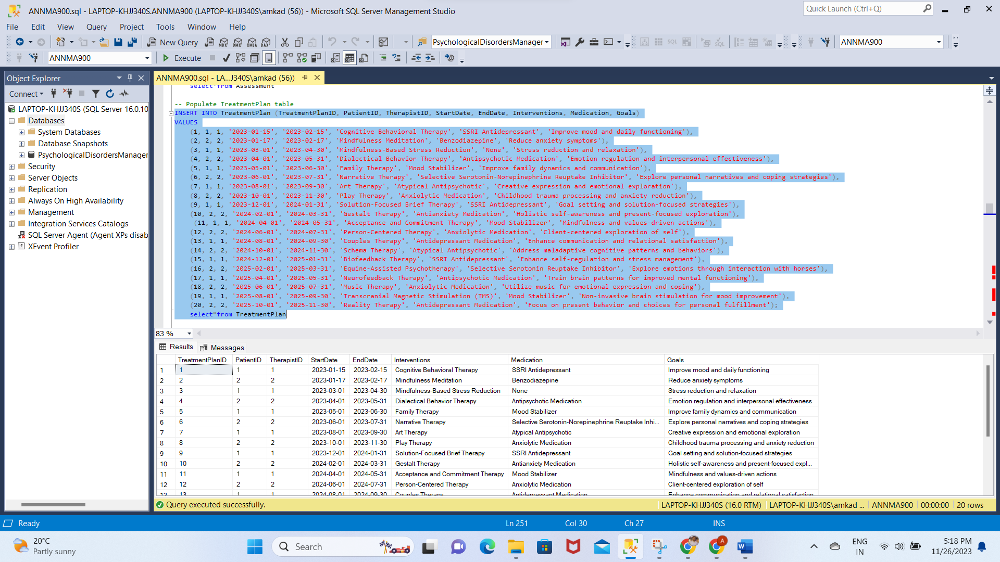 ANNMA900.sql - LAPTOP-KHJJ340S.ANNMA900 (LAPTOP-KHJJ340S\amkad (56)) - Microsoft SQL Server Management Studio
Quick Launch (Ctrl+Q)
File Edit View Query Project Tools Window Help
New Query MDX DMX XMLA DAX PsychologicalDisordersManager SQL ANNMA900
ANNMA900 Execute
Object Explorer
Connect
LAPTOP-KHJJ340S (SQL Server 16.0.10
Databases
System Databases
Database Snapshots
PsychologicalDisordersManager
Security
Server Objects
Replication
Always On High Availability
Management
Integration Services Catalogs
SQL Server Agent (Agent XPs disab
XEvent Profiler
ANNMA900.sql - LA...J340S\amkad (56))
select*from Assessment
-- Populate TreatmentPlan table
INSERT INTO TreatmentPlan (TreatmentPlanID, PatientID, TherapistID, StartDate, EndDate, Interventions, Medication, Goals)
VALUES
(1, 1, 1, '2023-01-15', '2023-02-15', 'Cognitive Behavioral Therapy', 'SSRI Antidepressant', 'Improve mood and daily functioning'),
(2, 2, 2, '2023-01-17', '2023-02-17', 'Mindfulness Meditation', 'Benzodiazepine', 'Reduce anxiety symptoms'),
(3, 1, 1, '2023-03-01', '2023-04-30', 'Mindfulness-Based Stress Reduction', 'None', 'Stress reduction and relaxation'),
(4, 2, 2, '2023-04-01', '2023-05-31', 'Dialectical Behavior Therapy', 'Antipsychotic Medication', 'Emotion regulation and interpersonal effectiveness'),
(5, 1, 1, '2023-05-01', '2023-06-30', 'Family Therapy', 'Mood Stabilizer', 'Improve family dynamics and communication'),
(6, 2, 2, '2023-06-01', '2023-07-31', 'Narrative Therapy', 'Selective Serotonin-Norepinephrine Reuptake Inhibitor', 'Explore personal narratives and coping strategies'),
(7, 1, 1, '2023-08-01', '2023-09-30', 'Art Therapy', 'Atypical Antipsychotic', 'Creative expression and emotional exploration'),
(8, 2, 2, '2023-10-01', '2023-11-30', 'Play Therapy', 'Anxiolytic Medication', 'Childhood trauma processing and anxiety reduction'),
(9, 1, 1, '2023-12-01', '2024-01-31', 'Solution-Focused Brief Therapy', 'SSRI Antidepressant', 'Goal setting and solution-focused strategies'),
(10, 2, 2, '2024-02-01', '2024-03-31', 'Gestalt Therapy', 'Antianxiety Medication', 'Holistic self-awareness and present-focused exploration'),
(11, 1, 1, '2024-04-01', '2024-05-31', 'Acceptance and Commitment Therapy', 'Mood Stabilizer', 'Mindfulness and values-driven actions'),
(12, 2, 2, '2024-06-01', '2024-07-31', 'Person-Centered Therapy', 'Anxiolytic Medication', 'Client-centered exploration of self'),
(13, 1, 1, '2024-08-01', '2024-09-30', 'Couples Therapy', 'Antidepressant Medication', 'Enhance communication and relational satisfaction'),
(14, 2, 2, '2024-10-01', '2024-11-30', 'Schema Therapy', 'Atypical Antipsychotic', 'Address maladaptive cognitive patterns and behaviors'),
(15, 1, 1, '2024-12-01', '2025-01-31', 'Biofeedback Therapy', 'SSRI Antidepressant', 'Enhance self-regulation and stress management'),
(16, 2, 2, '2025-02-01', '2025-03-31', 'Equine-Assisted Psychotherapy', 'Selective Serotonin Reuptake Inhibitor', 'Explore emotions through interaction with horses'),
(17, 1, 1, '2025-04-01', '2025-05-31', 'Neurofeedback Therapy', 'Antipsychotic Medication', 'Train brain patterns for improved mental functioning'),
(18, 2, 2, '2025-06-01', '2025-07-31', 'Music Therapy', 'Anxiolytic Medication', 'Utilize music for emotional expression and coping'),
(19, 1, 1, '2025-08-01', '2025-09-30', 'Transcranial Magnetic Stimulation (TMS)', 'Mood Stabilizer', 'Non-invasive brain stimulation for mood improvement'),
(20, 2, 2, '2025-10-01', '2025-11-30', 'Reality Therapy', 'Antidepressant Medication', 'Focus on present behavior and choices for personal fulfillment');
select*from TreatmentPlan
83 %
Results Messages
TreatmentPlanID PatientID TherapistID StartDate EndDate Interventions Medication Goals
1 1 1 1 2023-01-15 2023-02-15 Cognitive Behavioral Therapy SSRI Antidepressant Improve mood and daily functioning
2 2 2 2 2023-01-17 2023-02-17 Mindfulness Meditation Benzodiazepine Reduce anxiety symptoms
3 3 1 1 2023-03-01 2023-04-30 Mindfulness-Based Stress Reduction None Stress reduction and relaxation
4 4 2 2 2023-04-01 2023-05-31 Dialectical Behavior Therapy Antipsychotic Medication Emotion regulation and interpersonal effectiveness
5 5 1 1 2023-05-01 2023-06-30 Family Therapy Mood Stabilizer Improve family dynamics and communication
6 6 2 2 2023-06-01 2023-07-31 Narrative Therapy Selective Serotonin-Norepinephrine Reuptake Inhi... Explore personal narratives and coping strategies
7 7 1 1 2023-08-01 2023-09-30 Art Therapy Atypical Antipsychotic Creative expression and emotional exploration
8 8 2 2 2023-10-01 2023-11-30 Play Therapy Anxiolytic Medication Childhood trauma processing and anxiety reduction
9 9 1 1 2023-12-01 2024-01-31 Solution-Focused Brief Therapy SSRI Antidepressant Goal setting and solution-focused strategies
10 10 2 2 2024-02-01 2024-03-31 Gestalt Therapy Antianxiety Medication Holistic self-awareness and present-focused expl...
11 11 1 1 2024-04-01 2024-05-31 Acceptance and Commitment Therapy Mood Stabilizer Mindfulness and values-driven actions
12 12 2 2 2024-06-01 2024-07-31 Person-Centered Therapy Anxiolytic Medication Client-centered exploration of self
13 13 1 1 2024-08-01 2024-09-30 Couples Therapy Antidepressant Medication Enhance communication and relational satisfaction
Query executed successfully. LAPTOP-KHJJ340S (16.0 RTM) LAPTOP-KHJJ340S\amkad ... ANNMA900 00:00:00 20 rows
Ready Ln 251 Col 30 Ch 27 INS
20°C
Partly sunny
Search
ENG
IN
5:18 PM
11/26/2023